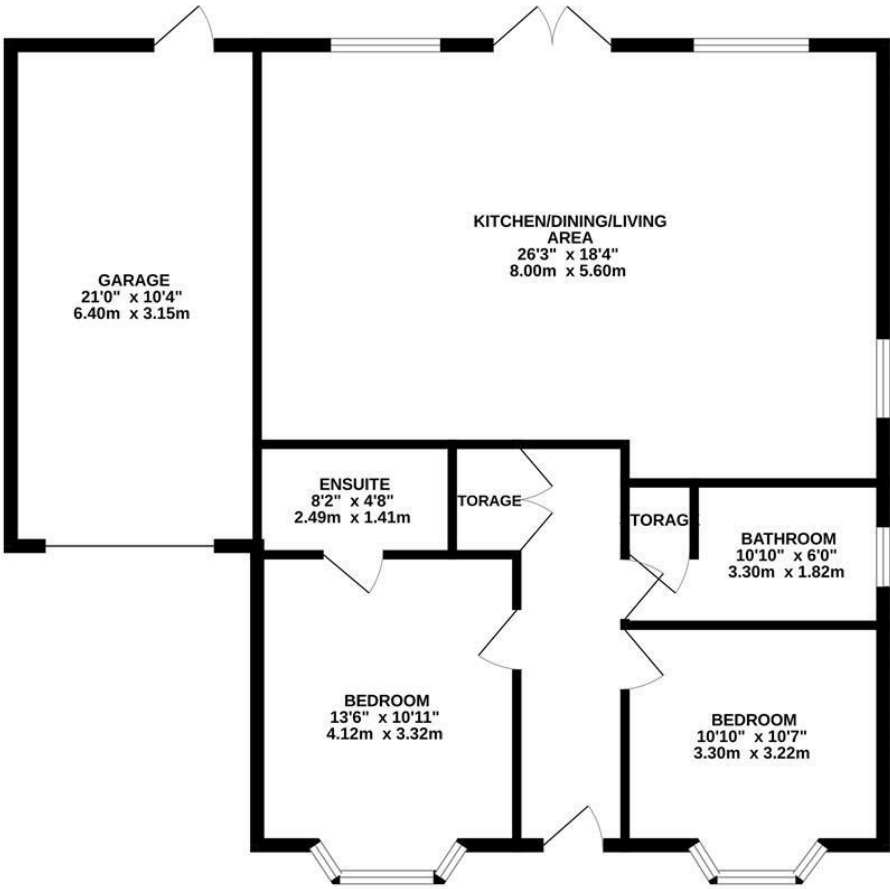 KITCHEN/DINING/LIVING
AREA
26'3" x 18'4"
8.00m x 5.60m
GARAGE
21'0" x 10'4"
6.40m x 3.15m
ENSUITE
8'2" x 4'8"
2.49m x 1.41m
TORAGE
TORAG
BATHROOM
10'10" x 6'0"
3.30m x 1.82m
BEDROOM
13'6" x 10'11"
4.12m x 3.32m
BEDROOM
10'10" x 10'7"
3.30m x 3.22m